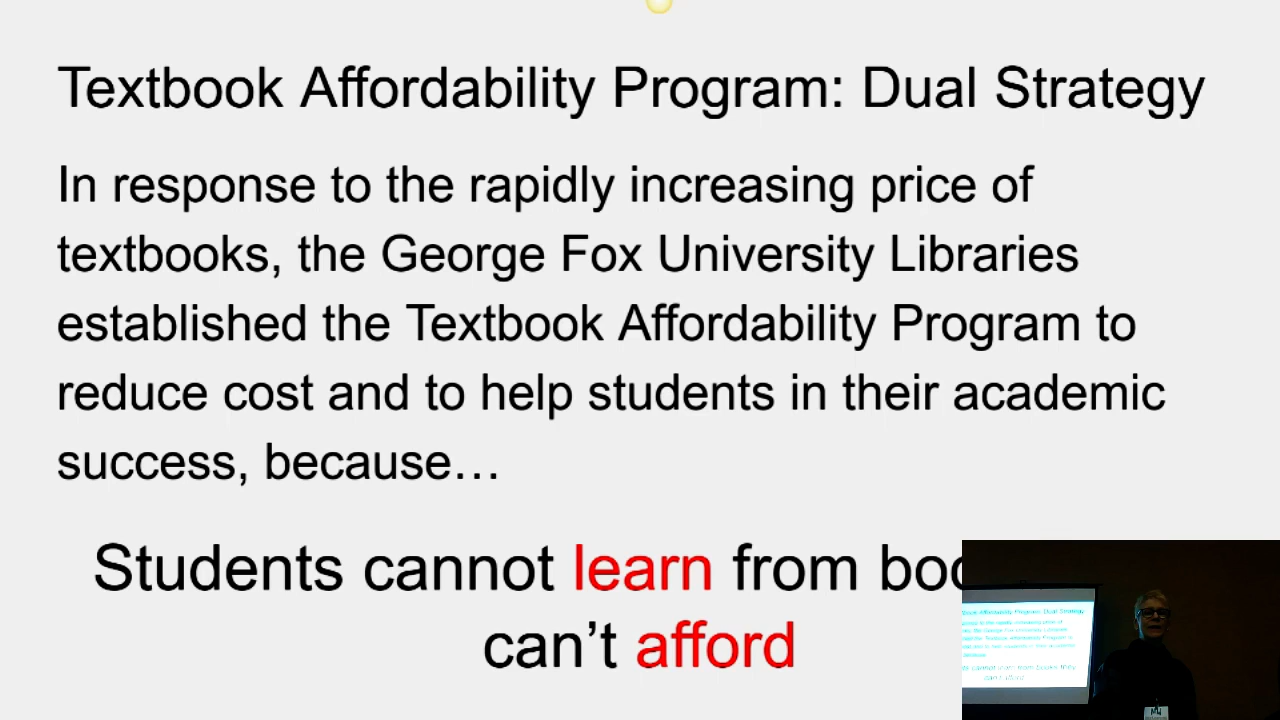 Textbook Affordability Program: Dual Strategy
In response to the rapidly increasing price of
textbooks, the George Fox University Libraries
established the Textbook Affordability Program to
reduce cost and to help students in their academic
success, because…
Students cannot learn from
can’t afford